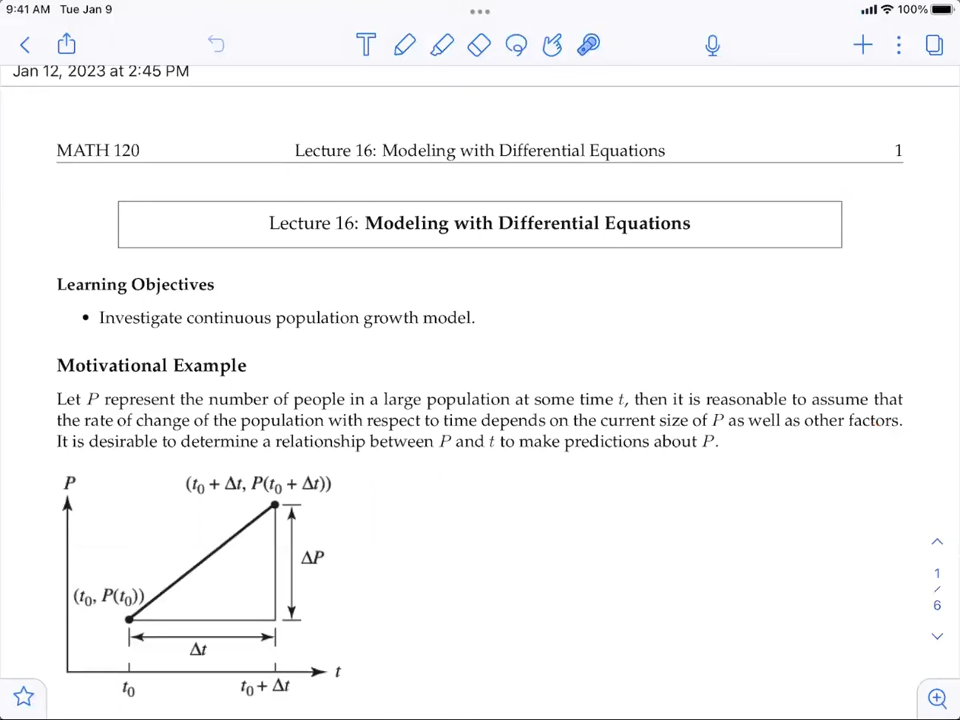 9:41 AM Tue Jan 9 100%
T
Jan 12, 2023 at 2:45 PM
MATH 120 Lecture 16: Modeling with Differential Equations 1
Lecture 16: Modeling with Differential Equations
Learning Objectives
• Investigate continuous population growth model.
Motivational Example
Let P represent the number of people in a large population at some time t, then it is reasonable to assume that
the rate of change of the population with respect to time depends on the current size of P as well as other factors.
It is desirable to determine a relationship between P and t to make predictions about P.
P
(t₀ + Δt, P(t₀ + Δt))
ΔP
(t₀, P(t₀))
Δt
t
t₀ t₀ + Δt
1
/
6